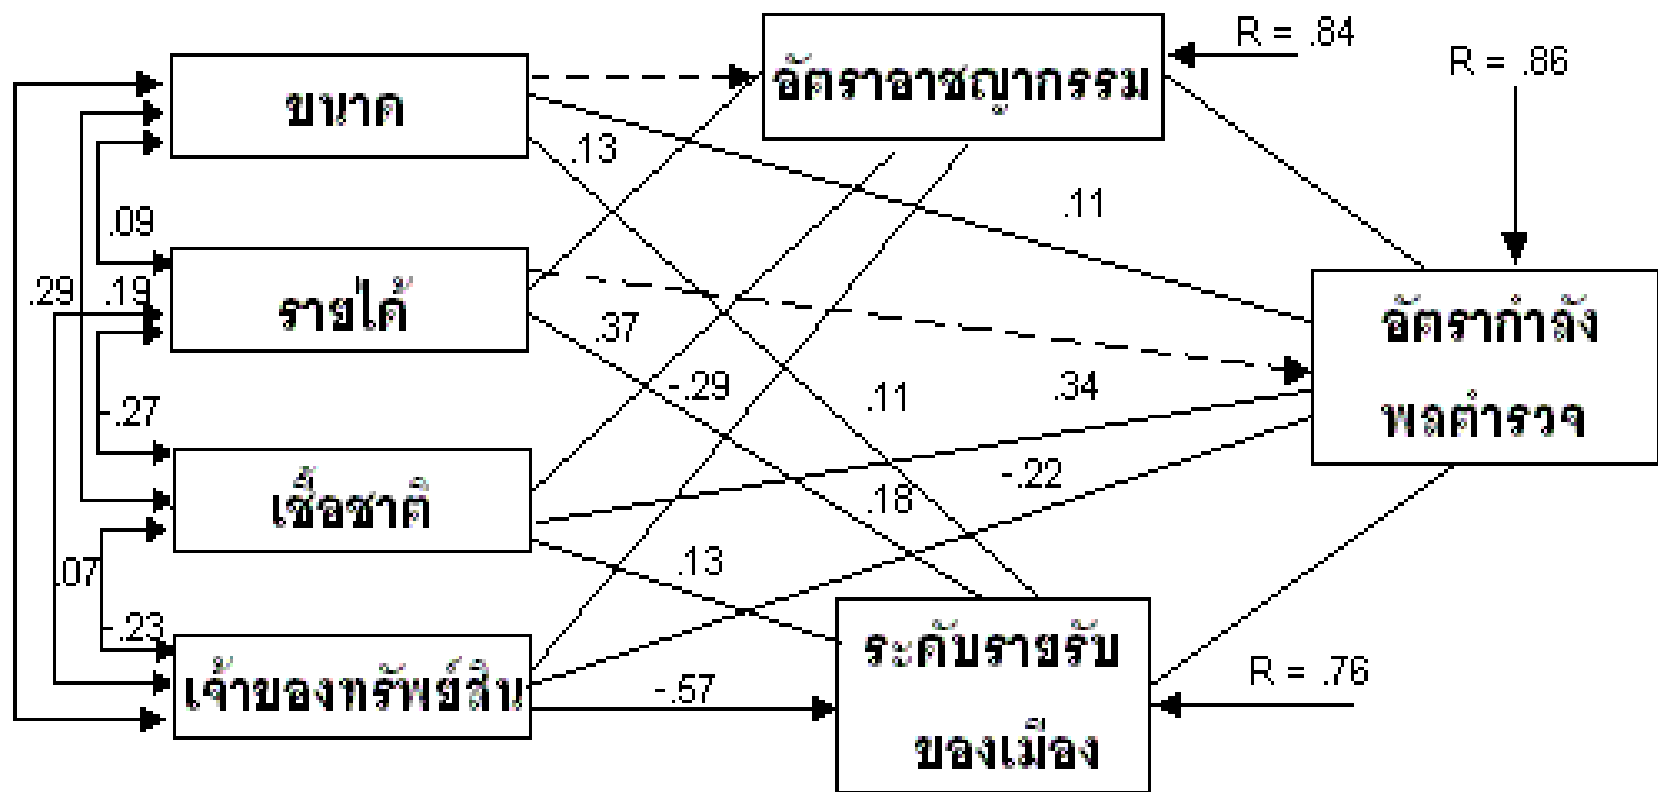 R = .84
R = .86
อัตราอาชญากรรม
ขนาด
.13
.11
.09
.29
.19
รายได้
.37
อัตรากำลัง
พลตำรวจ
-.29
.11
.34
-.27
เชื้อชาติ
-.22
.18
.13
.07
-.23
ระดับรายรับ
ของเมือง
R = .76
เจ้าของทรัพย์สิน
-.57